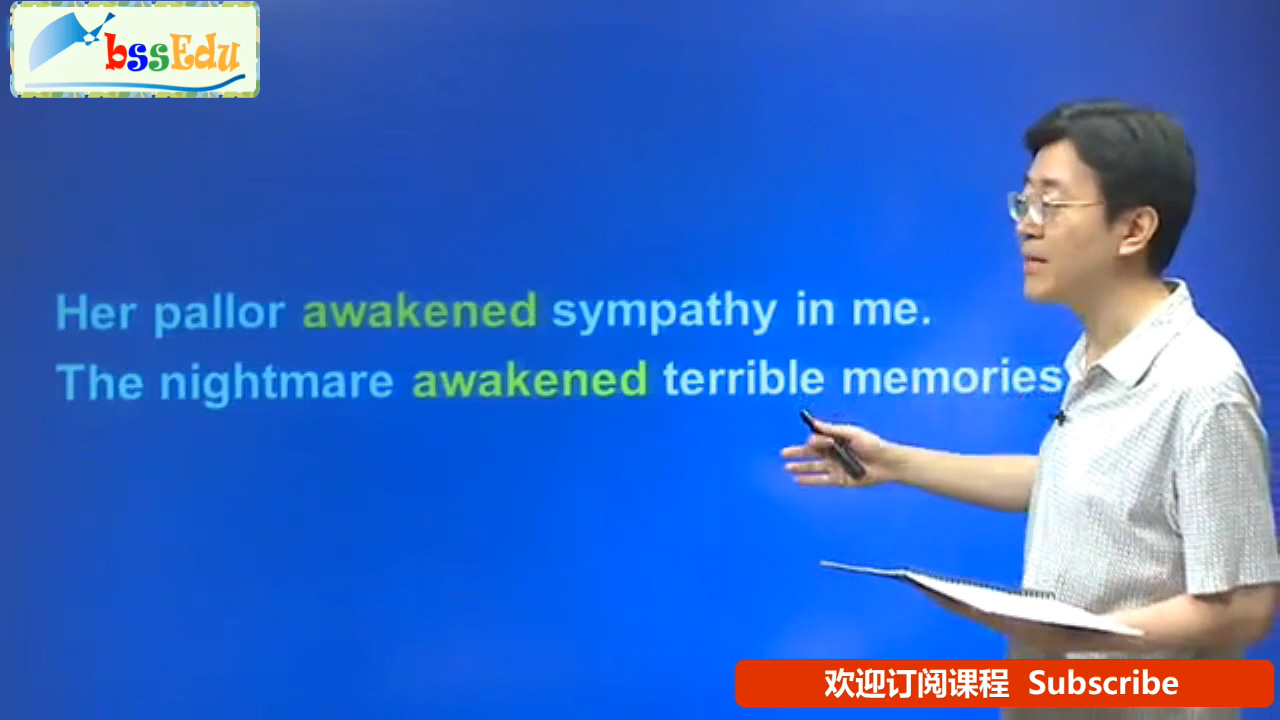 bssEdu
Her pallor awakened sympathy in me.
The nightmare awakened terrible memories
欢迎订阅课程 Subscribe